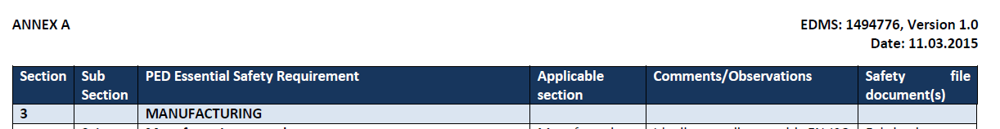 ANNEX A
EDMS: 1494776, Version 1.0
Date: 11.03.2015
Section Sub Section PED Essential Safety Requirement Applicable section Comments/Observations Safety file document(s)
3 MANUFACTURING